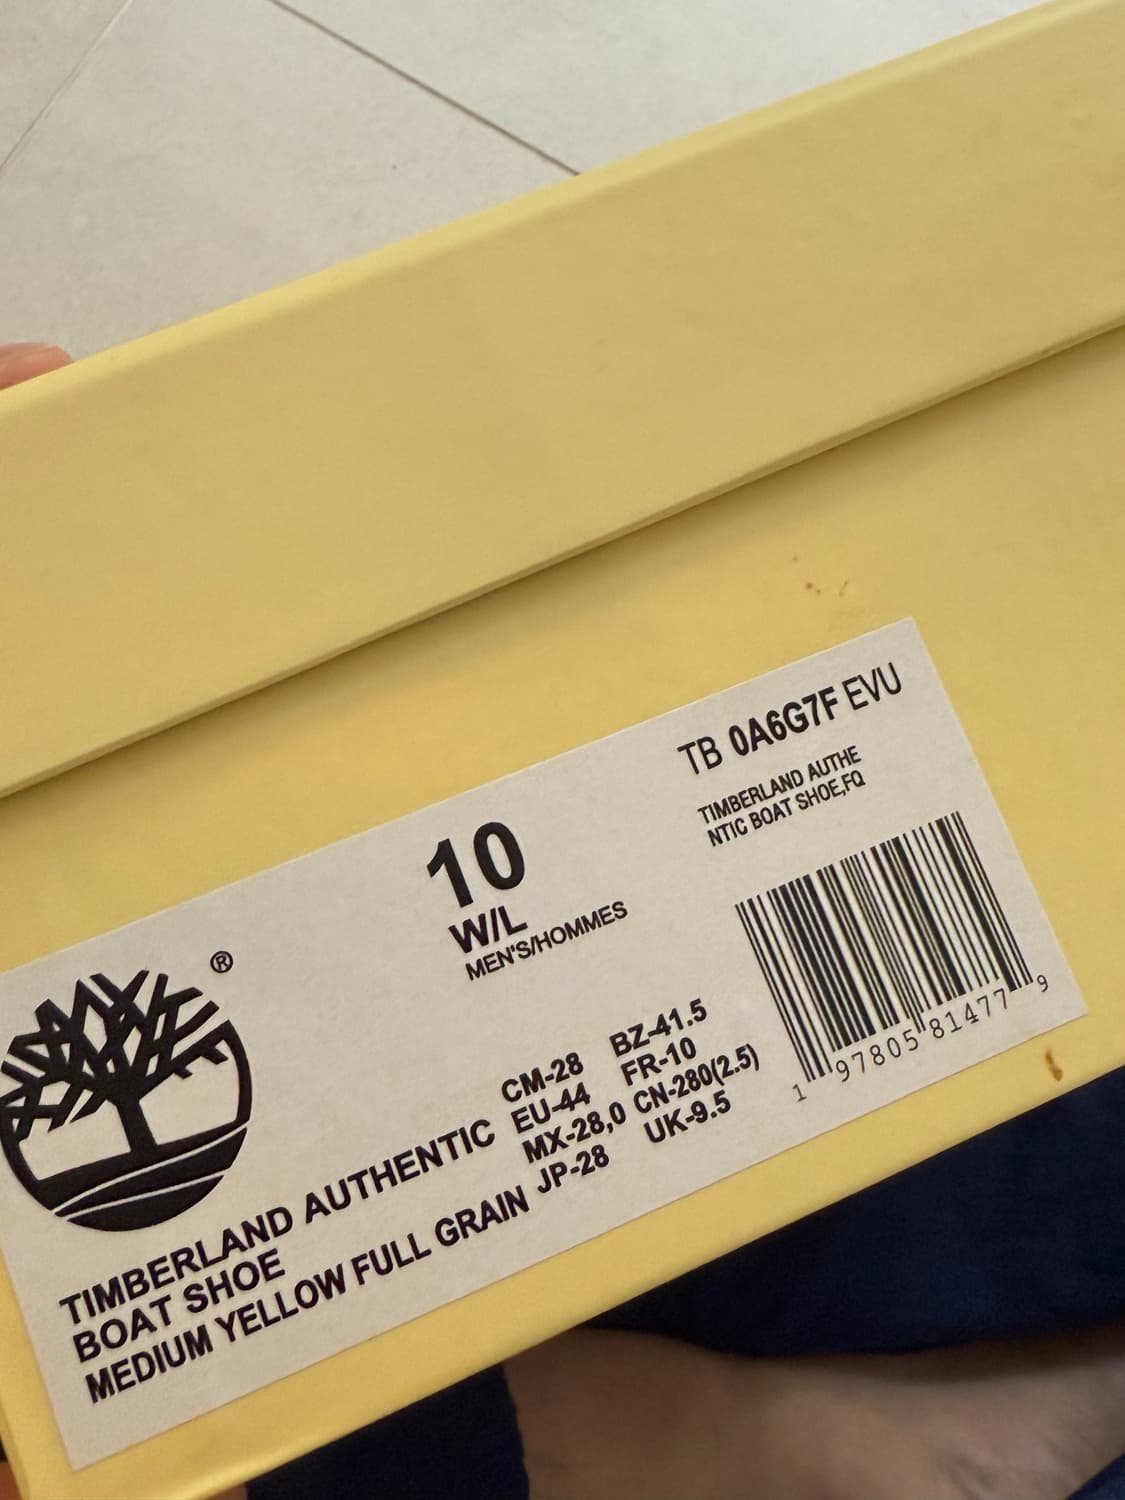 TB 0A6G7F EVU
TIMBERLAND AUTHE
NTIC BOAT SHOE,FQ
10
W/L
MEN'S/HOMMES
®
CM-28 BZ-41.5
EU-44 FR-10
MX-28,0 CN-280(2.5)
JP-28 UK-9.5
1 97805 81477 9
TIMBERLAND AUTHENTIC
BOAT SHOE
MEDIUM YELLOW FULL GRAIN